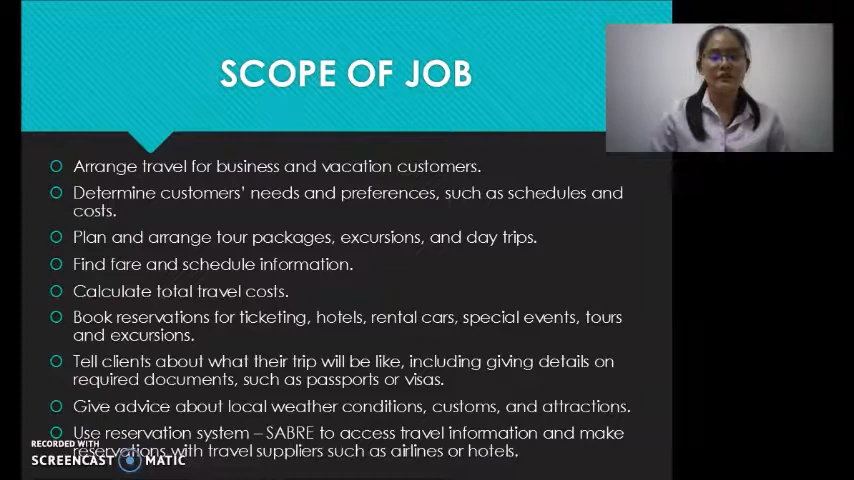 SCOPE OF JOB
Arrange travel for business and vacation customers.
Determine customers' needs and preferences, such as schedules and
costs.
Plan and arrange tour packages, excursions, and day trips.
Find fare and schedule information.
Calculate total travel costs.
Book reservations for ticketing, hotels, rental cars, special events, tours
and excursions.
Tell clients about what their trip will be like, including giving details on
required documents, such as passports or visas.
Give advice about local weather conditions, customs, and attractions.
Use reservation system – SABRE to access travel information and make
reservations with travel suppliers such as airlines or hotels.
RECORDED WITH
SCREENCAST MATIC